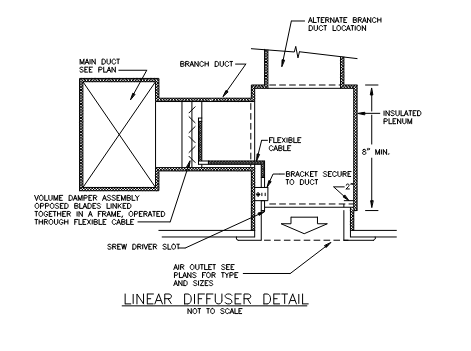 ALTERNATE BRANCH
DUCT LOCATION
MAIN DUCT
SEE PLAN
BRANCH DUCT
INSULATED
PLENUM
FLEXIBLE
CABLE
8" MIN.
BRACKET SECURE
TO DUCT
2"
VOLUME DAMPER ASSEMBLY
OPPOSED BLADES LINKED
TOGETHER IN A FRAME, OPERATED
THROUGH FLEXIBLE CABLE
SREW DRIVER SLOT
AIR OUTLET SEE
PLANS FOR TYPE
AND SIZES
LINEAR DIFFUSER DETAIL
NOT TO SCALE